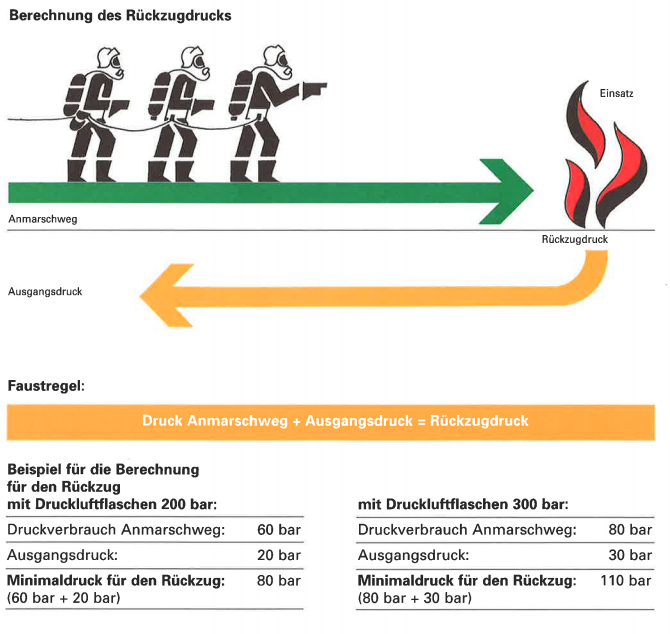 Berechnung des Rückzugdrucks
Einsatz
Anmarschweg
Rückzugdruck
Ausgangsdruck
Faustregel:
Druck Anmarschweg + Ausgangsdruck = Rückzugdruck
Beispiel für die Berechnung
für den Rückzug
mit Druckluftflaschen 200 bar:
Druckverbrauch Anmarschweg: 60 bar
Ausgangsdruck: 20 bar
Minimaldruck für den Rückzug: 80 bar
(60 bar + 20 bar)
mit Druckluftflaschen 300 bar:
Druckverbrauch Anmarschweg: 80 bar
Ausgangsdruck: 30 bar
Minimaldruck für den Rückzug: 110 bar
(80 bar + 30 bar)